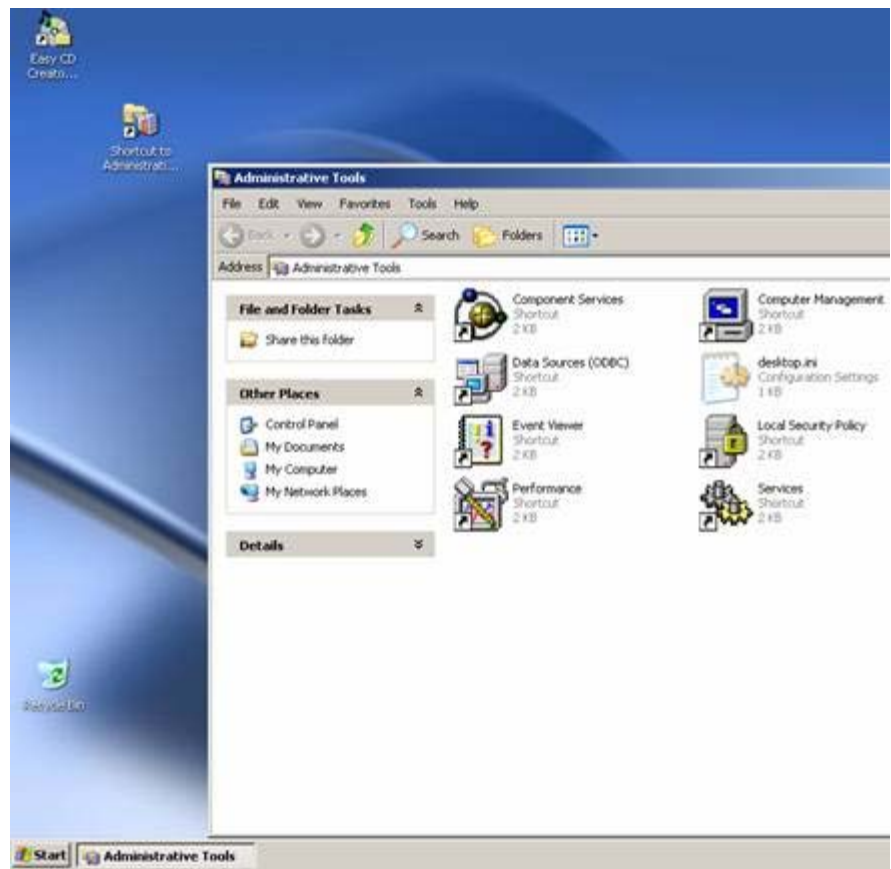 Easy CD
Creato...
Shortcut to
Administrati...
Administrative Tools
File Edit View Favorites Tools Help
Back Search Folders
Address Administrative Tools
File and Folder Tasks
Share this folder
Other Places
Control Panel
My Documents
My Computer
My Network Places
Details
Component Services
Shortcut
2 KB
Computer Management
Shortcut
2 KB
Data Sources (ODBC)
Shortcut
2 KB
desktop.ini
Configuration Settings
1 KB
Event Viewer
Shortcut
2 KB
Local Security Policy
Shortcut
2 KB
Performance
Shortcut
2 KB
Services
Shortcut
2 KB
Recycle Bin
Start Administrative Tools